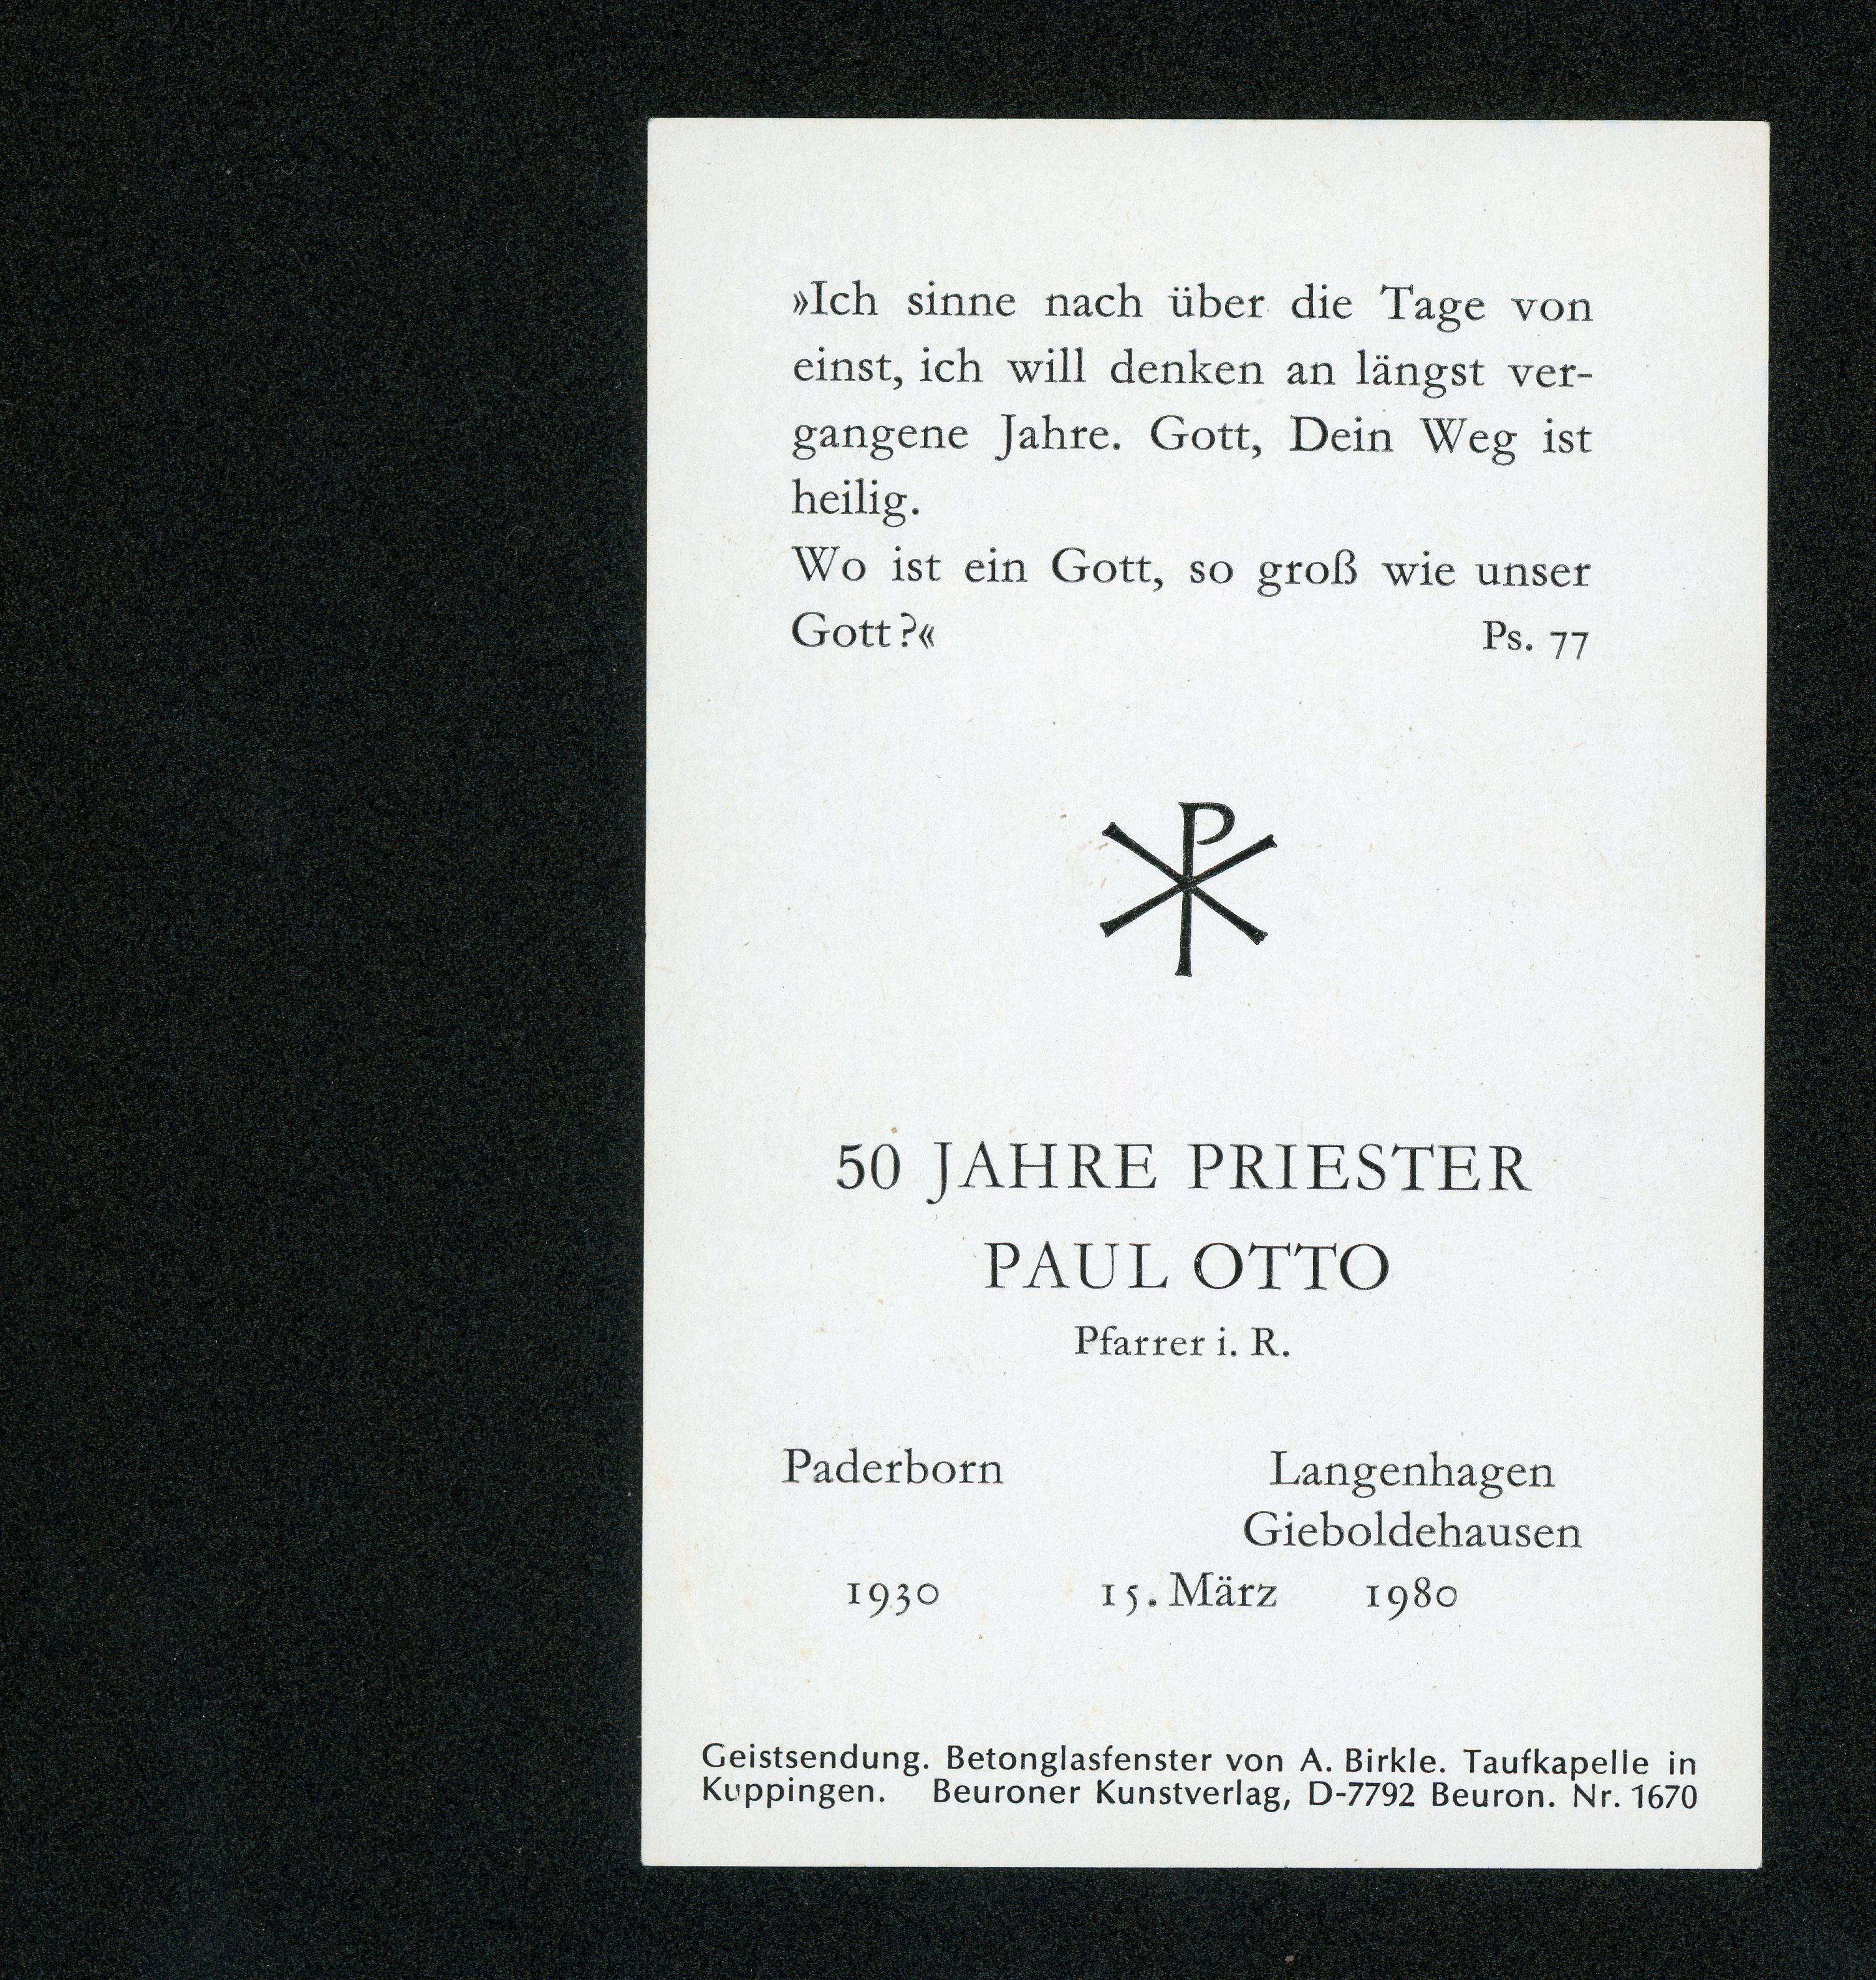 »Ich sinne nach über die Tage von
einst, ich will denken an längst ver-
gangene Jahre. Gott, Dein Weg ist
heilig.
Wo ist ein Gott, so groß wie unser
Gott?« Ps. 77
50 JAHRE PRIESTER
PAUL OTTO
Pfarrer i. R.
Paderborn Langenhagen
Gieboldehausen
1930 15. März 1980
Geistsendung. Betonglasfenster von A. Birkle. Taufkapelle in
Kuppingen. Beuroner Kunstverlag, D-7792 Beuron. Nr. 1670